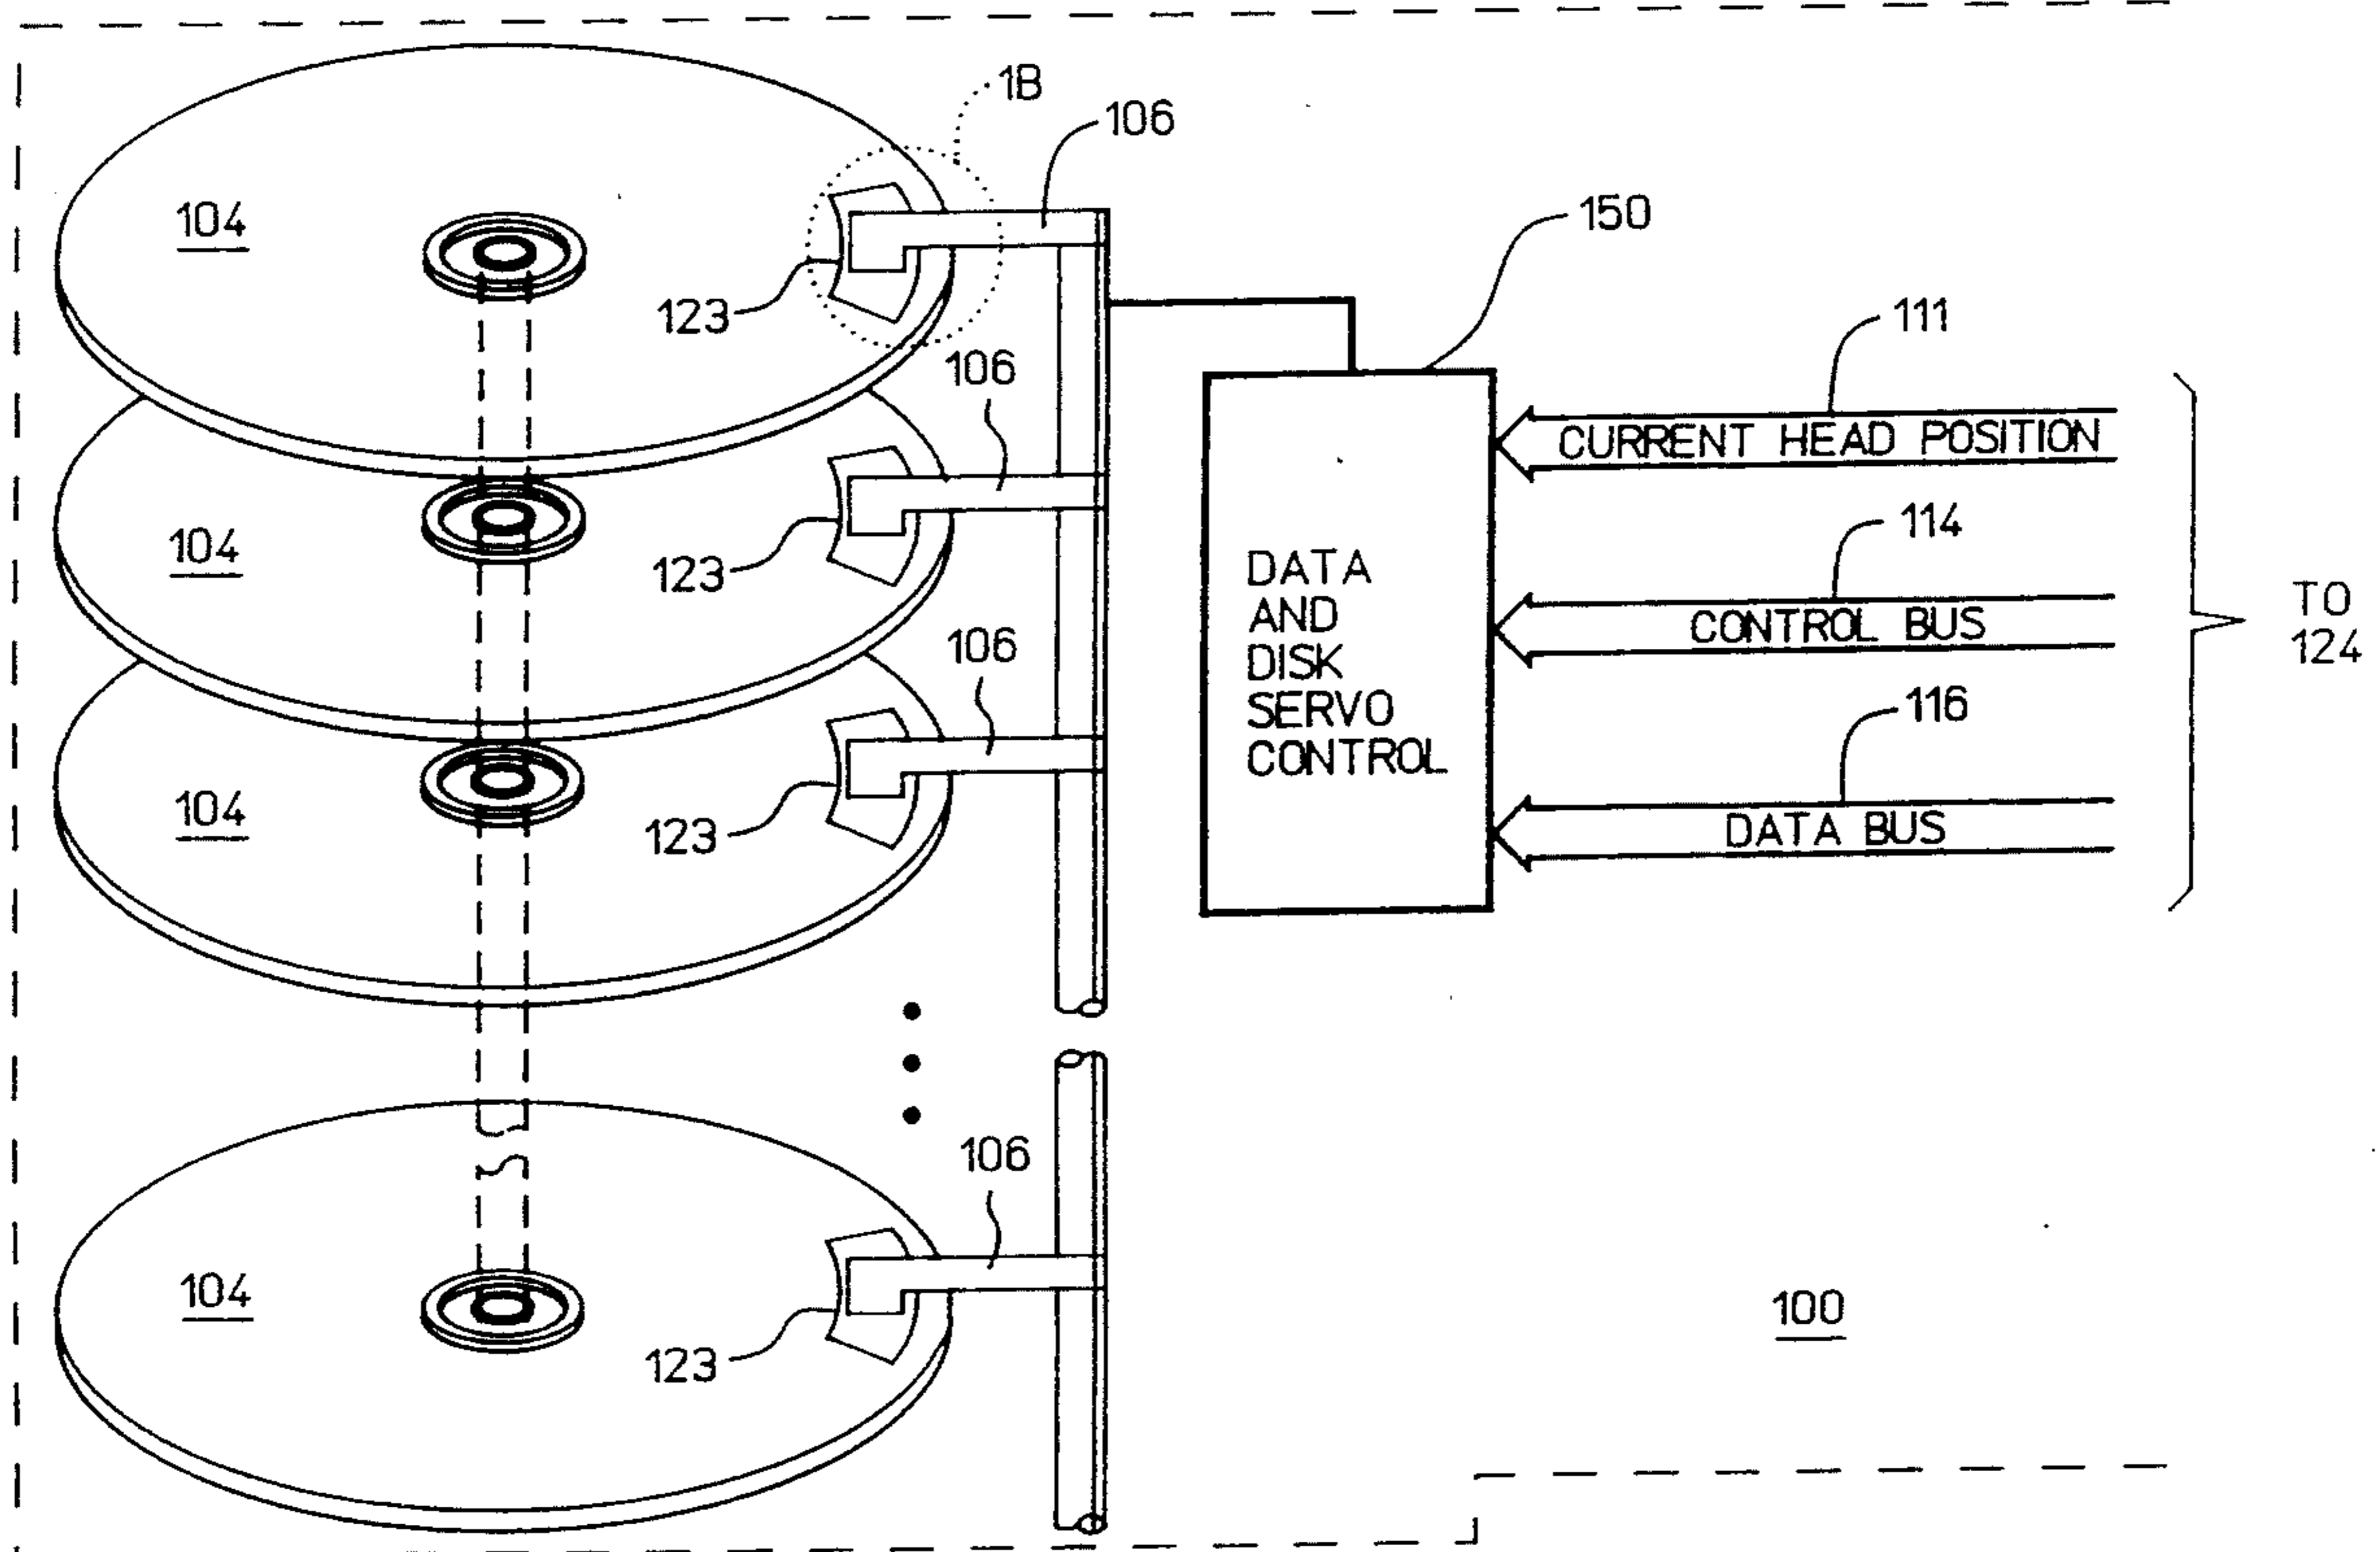 1B
106
104
123
150
111
CURRENT HEAD POSITION
106
104
123
114
CONTROL BUS
DATA
AND
DISK
SERVO
CONTROL
TO
124
106
104
123
116
DATA BUS
106
104
123
100